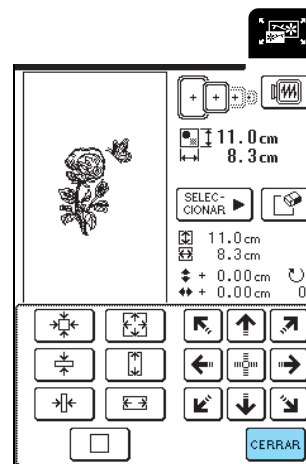 11.0cm
8.3cm
SELEC-
CIONAR
11.0cm
8.3cm
+ 0.00cm
+ 0.00cm 0
CERRAR